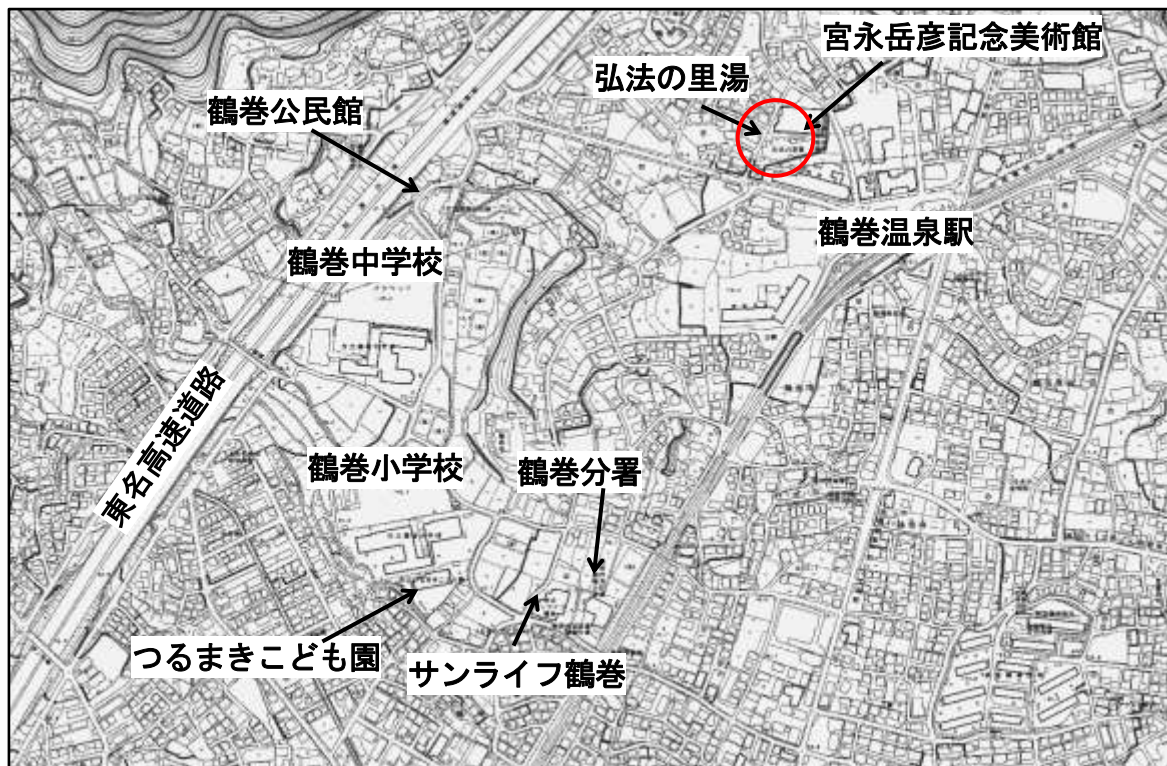 宮永岳彦記念美術館
弘法の里湯
鶴巻公民館
鶴巻温泉駅
鶴巻中学校
東名高速道路
鶴巻小学校
鶴巻分署
つるまきこども園
サンライフ鶴巻